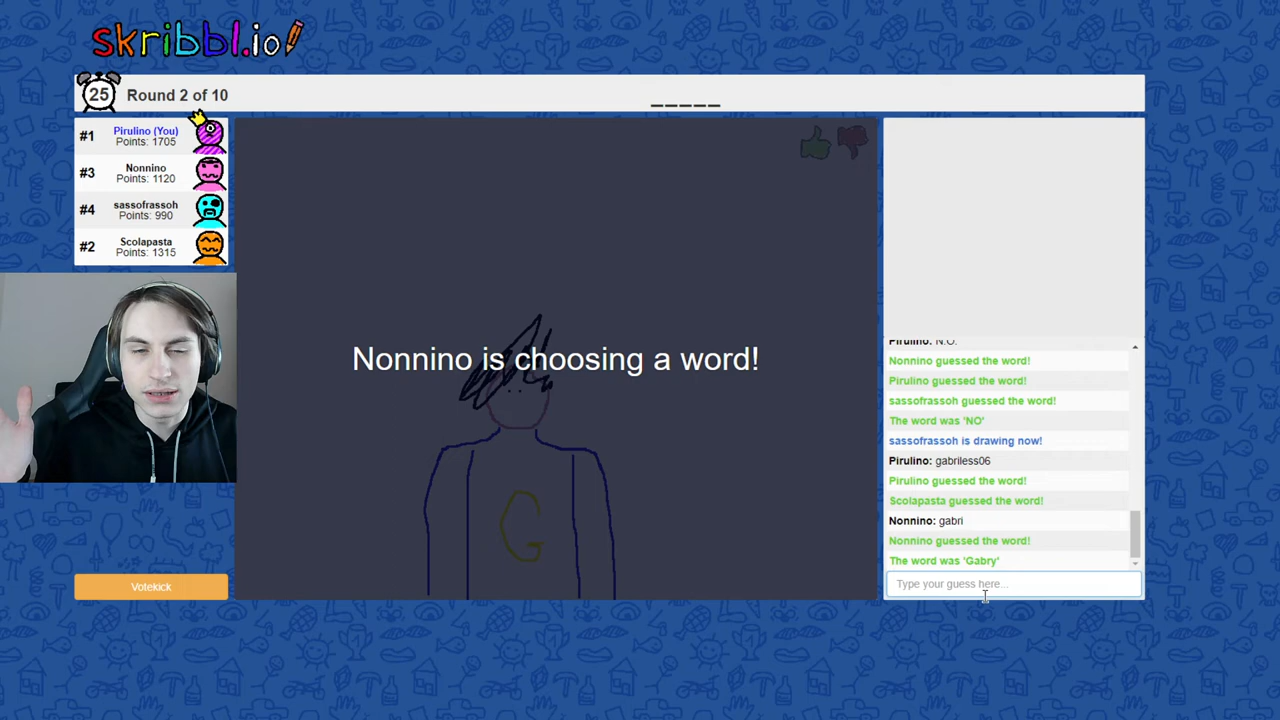 skribbl.io!
25
Round 2 of 10
_____
#1
Pirulino (You)
Points: 1705
#3
Nonnino
Points: 1120
#4
sassofrassoh
Points: 990
#2
Scolapasta
Points: 1315
Votekick
Nonnino is choosing a word!
G
Pirulino: N.O.
Nonnino guessed the word!
Pirulino guessed the word!
sassofrassoh guessed the word!
The word was 'NO'
sassofrassoh is drawing now!
Pirulino: gabriless06
Pirulino guessed the word!
Scolapasta guessed the word!
Nonnino: gabri
Nonnino guessed the word!
The word was 'Gabry'
Type your guess here...